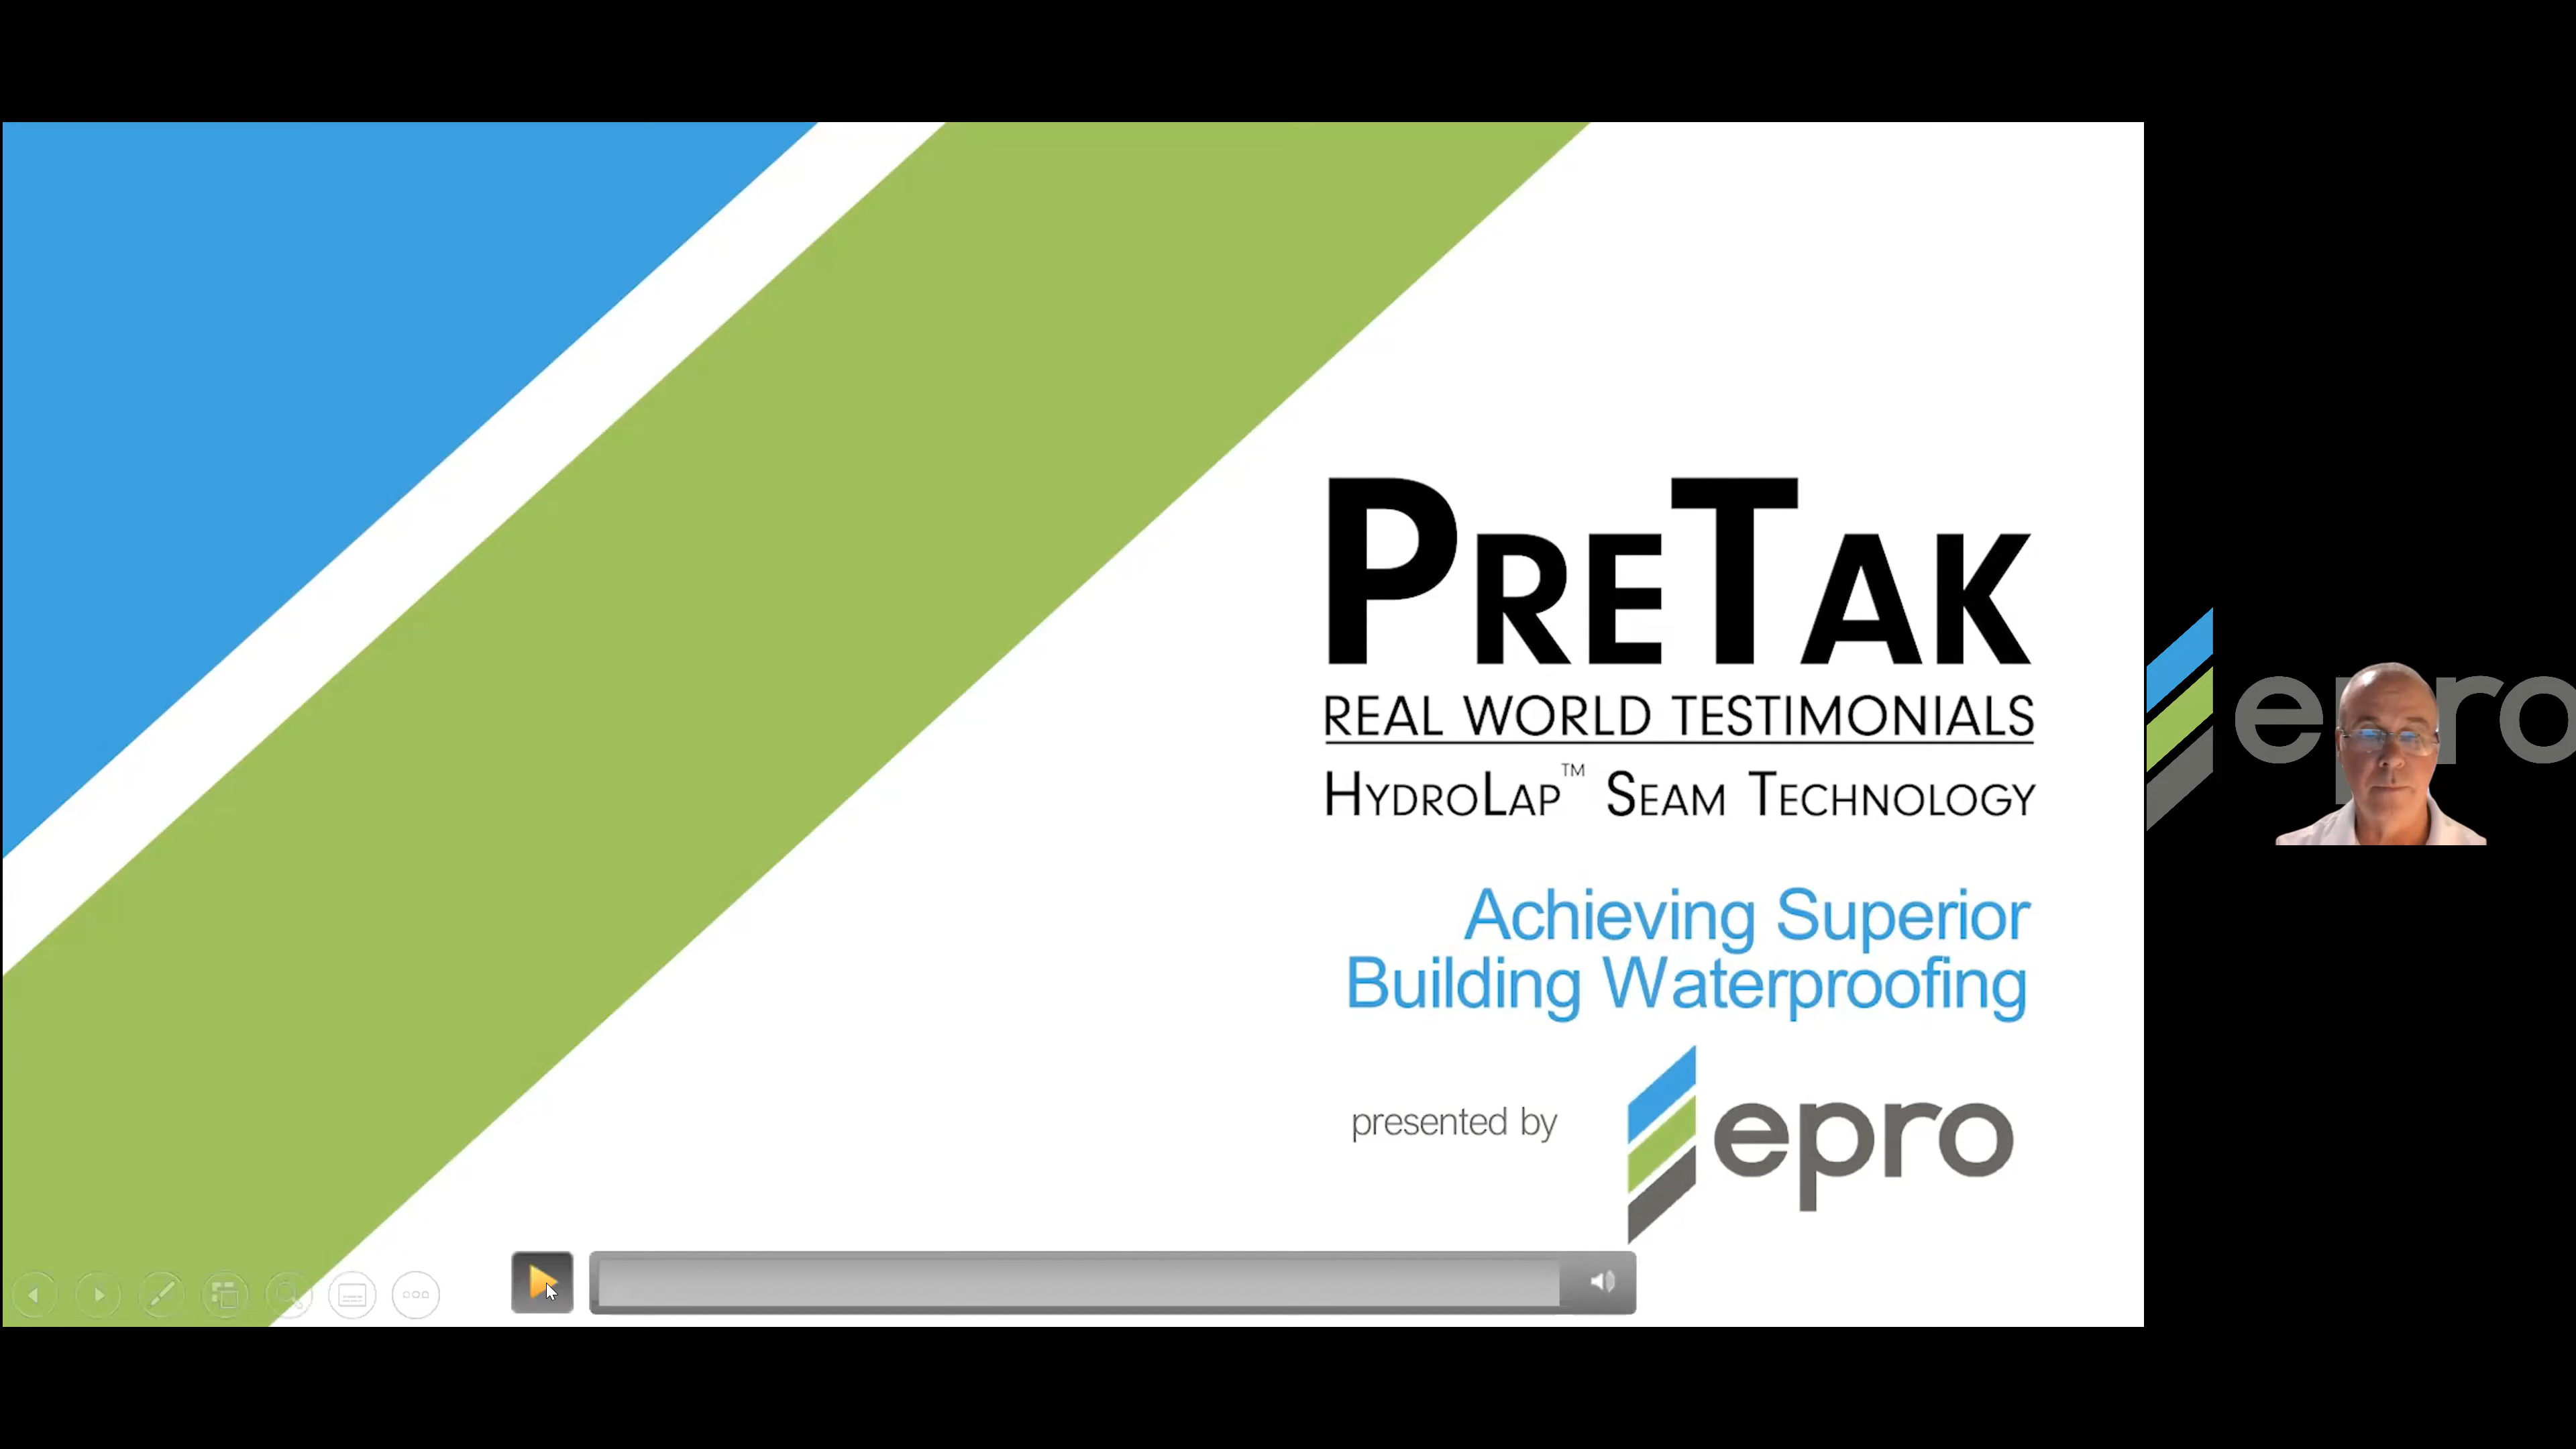 PRETAK
REAL WORLD TESTIMONIALS
HYDROLAP™ SEAM TECHNOLOGY
Achieving Superior
Building Waterproofing
presented by
epro
epro